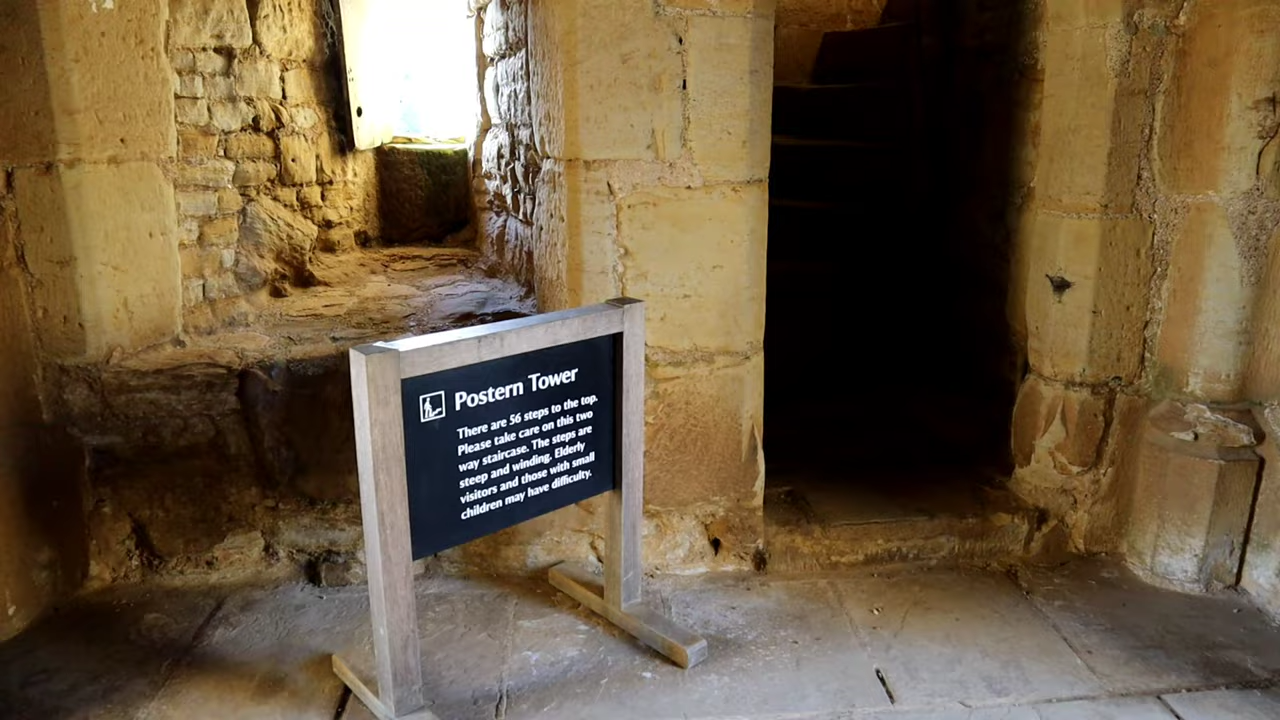 Postern Tower
There are 56 steps to the top.
Please take care on this two
way staircase. The steps are
steep and winding. Elderly
visitors and those with small
children may have difficulty.